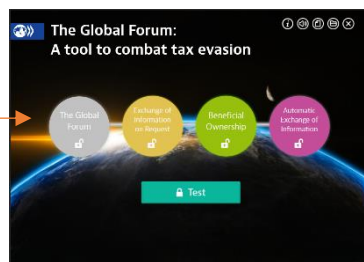 The Global Forum:
A tool to combat tax evasion
The Global
Forum
Exchange of
Information
on Request
Beneficial
Ownership
Automatic
Exchange of
Information
Test